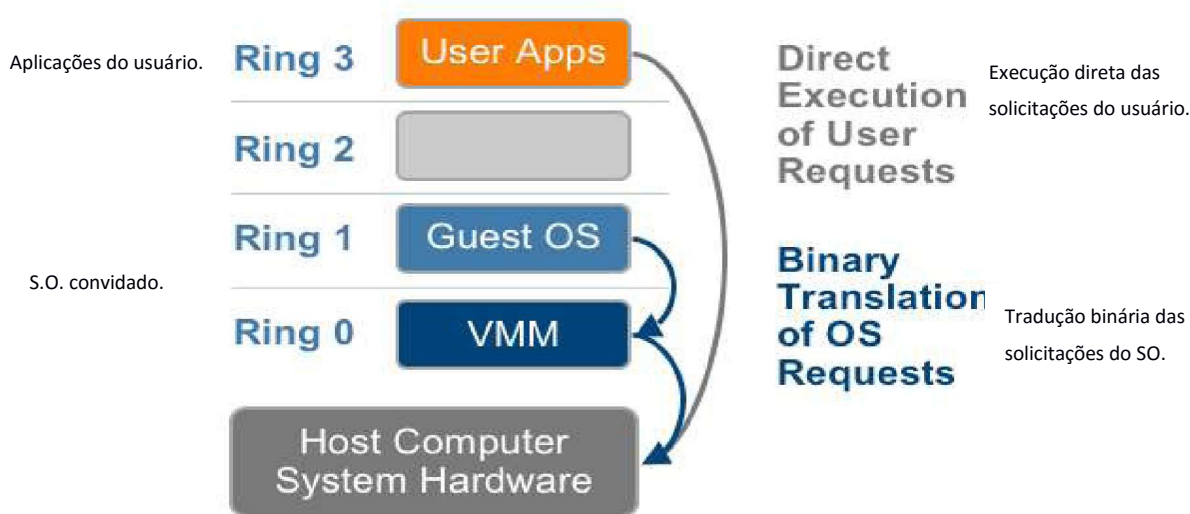 Aplicações do usuário.
Ring 3
User Apps
Direct
Execution
of User
Requests
Execução direta das
solicitações do usuário.
Ring 2
Ring 1
Guest OS
S.O. convidado.
Ring 0
VMM
Binary
Translation
of OS
Requests
Tradução binária das
solicitações do SO.
Host Computer
System Hardware